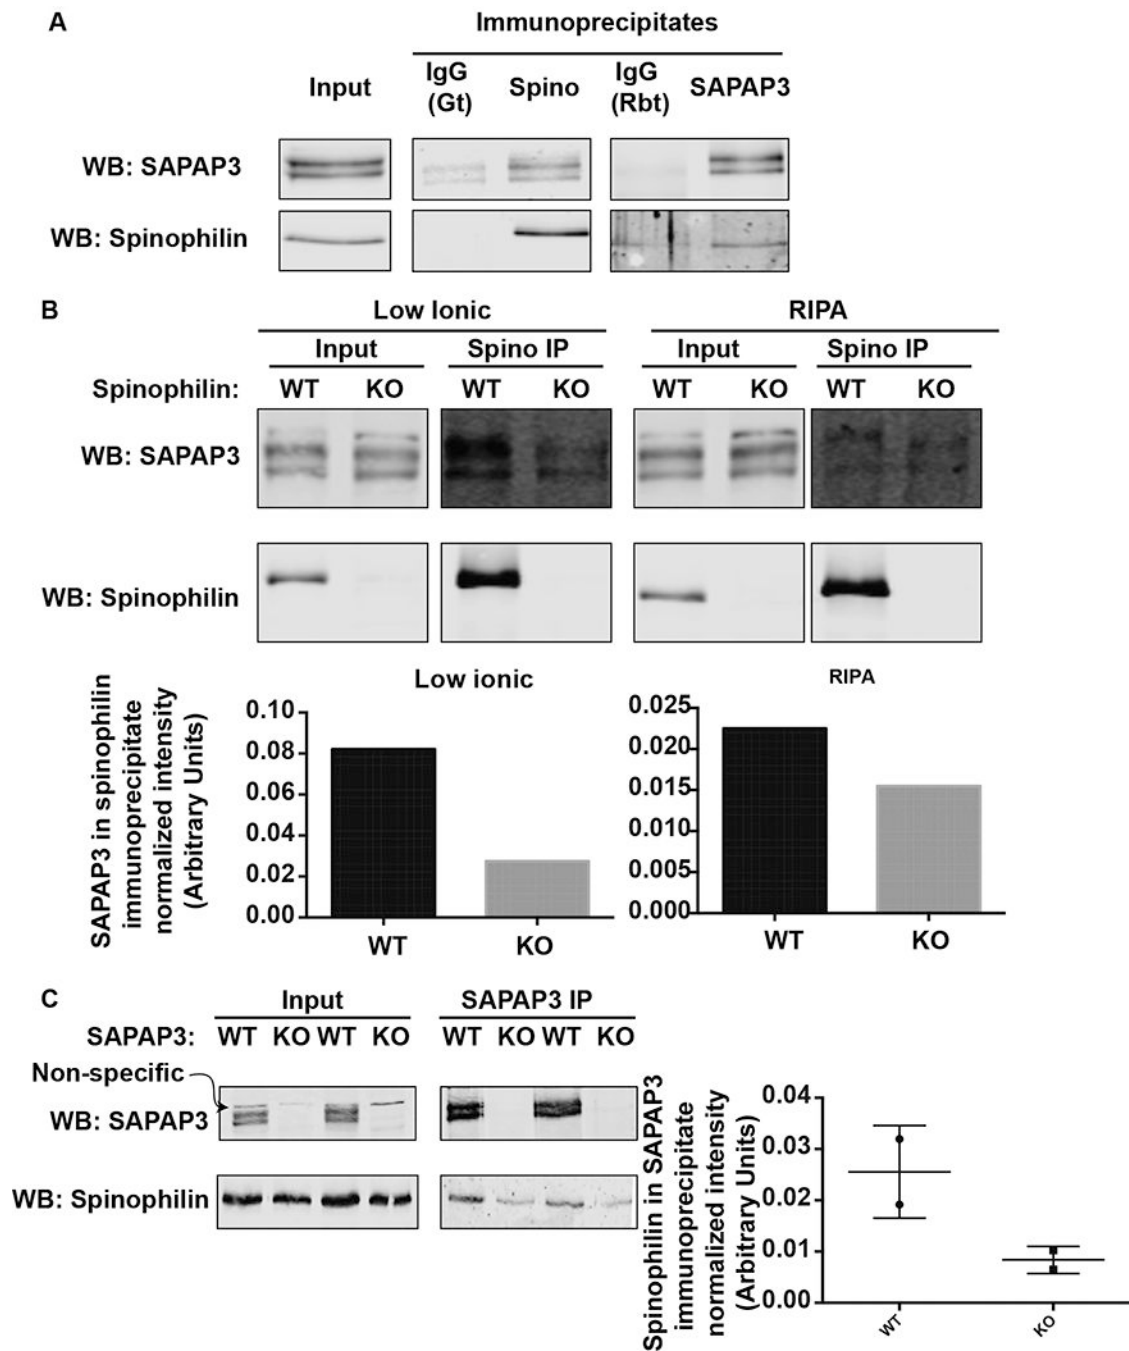 A
Immunoprecipitates
Input
IgG
(Gt)
Spino
IgG
(Rbt)
SAPAP3
WB: SAPAP3
WB: Spinophilin
B
Low Ionic
RIPA
Input
Spino IP
Input
Spino IP
Spinophilin:
WT
KO
WT
KO
WT
KO
WT
KO
WB: SAPAP3
WB: Spinophilin
SAPAP3 in spinophilin
immunoprecipitate
normalized intensity
(Arbitrary Units)
Low ionic
0.10
0.08
0.06
0.04
0.02
0.00
WT
KO
RIPA
0.025
0.020
0.015
0.010
0.005
0.000
WT
KO
C
Input
SAPAP3 IP
SAPAP3:
WT
KO
WT
KO
WT
KO
WT
KO
Non-specific
WB: SAPAP3
WB: Spinophilin
Spinophilin in SAPAP3
immunoprecipitate
normalized intensity
(Arbitrary Units)
0.04
0.03
0.02
0.01
0.00
WT
KO